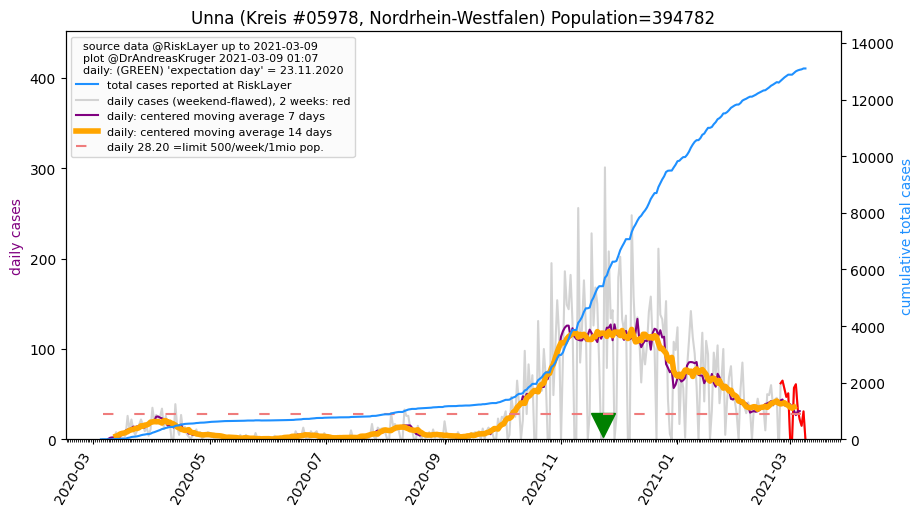 Unna (Kreis #05978, Nordrhein-Westfalen) Population=394782
source data @RiskLayer up to 2021-03-09
plot @DrAndreasKruger 2021-03-09 01:07
daily: (GREEN) 'expectation day' = 23.11.2020
total cases reported at RiskLayer
daily cases (weekend-flawed), 2 weeks: red
daily: centered moving average 7 days
daily: centered moving average 14 days
daily 28.20 =limit 500/week/1mio pop.
daily cases
400
300
200
100
0
cumulative total cases
14000
12000
10000
8000
6000
4000
2000
0
2020-03
2020-05
2020-07
2020-09
2020-11
2021-01
2021-03